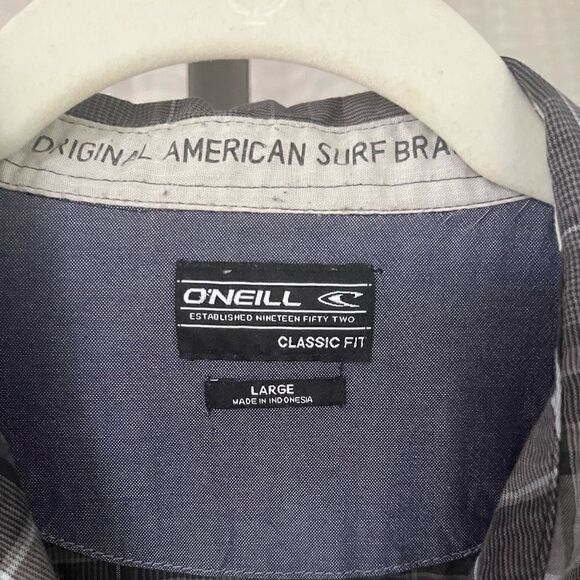 ORIGINAL AMERICAN SURF
O'NEILL
ESTABLISHED NINETEEN FIFTY TWO
CLASSIC FIT
LARGE
MADE IN INDONESIA